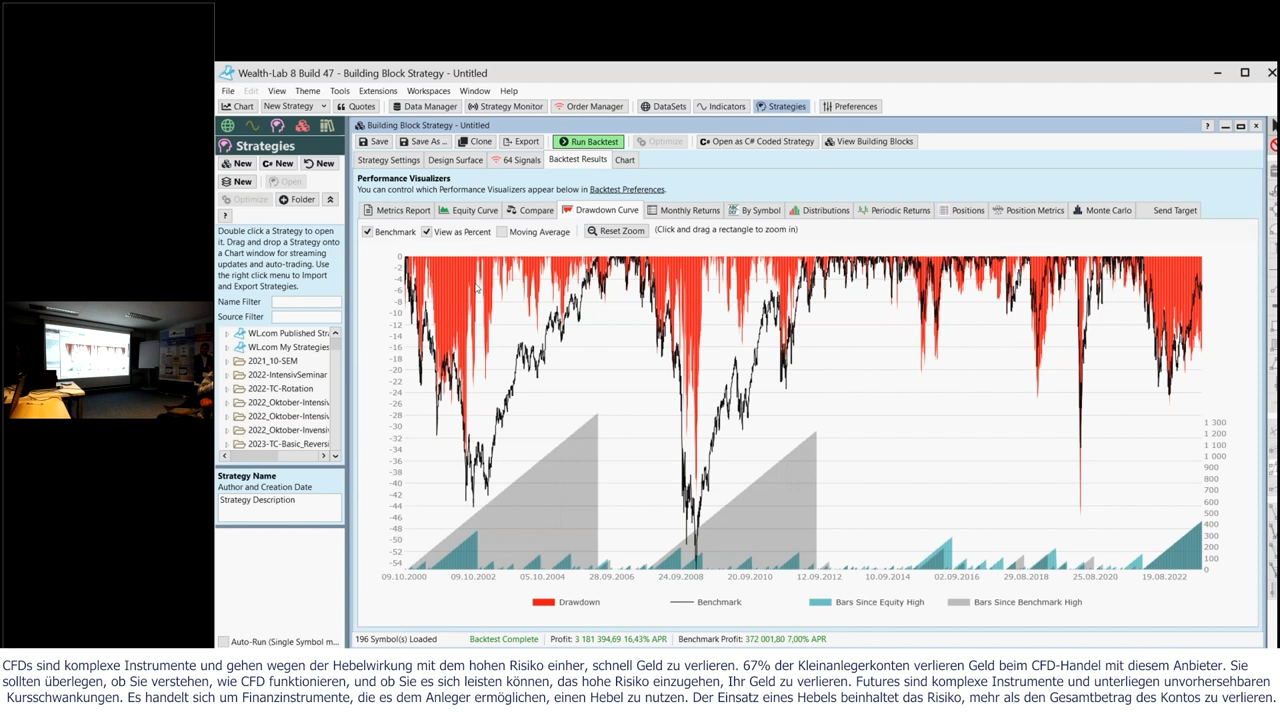 Wealth-Lab 8 Build 47 - Building Block Strategy - Untitled
File Edit View Theme Tools Extensions Workspaces Window Help
Chart New Strategy Quotes Data Manager Strategy Monitor Order Manager DataSets Indicators Strategies Preferences
Building Block Strategy - Untitled
Save Save As... Clone Export Run Backtest Optimize C# Open as C# Coded Strategy View Building Blocks
Strategy Settings Design Surface 64 Signals Backtest Results Chart
Performance Visualizers
You can control which Performance Visualizers appear below in Backtest Preferences.
Metrics Report Equity Curve Compare Drawdown Curve Monthly Returns By Symbol Distributions Periodic Returns Positions Position Metrics Monte Carlo Send Target
Benchmark View as Percent Moving Average Reset Zoom (Click and drag a rectangle to zoom in)
Strategies
New C# New New
New Open
Optimize Folder
?
Double click a Strategy to open
it. Drag and drop a Strategy onto
a Chart window for streaming
updates and auto-trading. Use
the right click menu to Import
and Export Strategies.
Name Filter
Source Filter
WL.com Published Str
WL.com My Strategies
2021_10-SEM
2022-IntensivSeminar
2022-TC-Rotation
2022_Oktober-Intensiv
2022_Oktober-Intensiv
2022_Oktober-Invensiv
2023-TC-Basic_Reversi
Strategy Name
Author and Creation Date
Strategy Description
Auto-Run (Single Symbol m...
0
-2
-4
-6
-8
-10
-12
-14
-16
-18
-20
-22
-24
-26
-28
-30
-32
-34
-36
-38
-40
-42
-44
-46
-48
-50
-52
-54
1 300
1 200
1 100
1 000
900
800
700
600
500
400
300
200
100
0
09.10.2000 09.10.2002 05.10.2004 28.09.2006 24.09.2008 20.09.2010 12.09.2012 10.09.2014 02.09.2016 29.08.2018 25.08.2020 19.08.2022
Drawdown Benchmark Bars Since Equity High Bars Since Benchmark High
196 Symbol(s) Loaded Backtest Complete Profit: 3 181 394,69 16,43% APR Benchmark Profit: 372 001,80 7,00% APR
CFDs sind komplexe Instrumente und gehen wegen der Hebelwirkung mit dem hohen Risiko einher, schnell Geld zu verlieren. 67% der Kleinanlegerkonten verlieren Geld beim CFD-Handel mit diesem Anbieter. Sie
sollten überlegen, ob Sie verstehen, wie CFD funktionieren, und ob Sie es sich leisten können, das hohe Risiko einzugehen, Ihr Geld zu verlieren. Futures sind komplexe Instrumente und unterliegen unvorhersehbaren
Kursschwankungen. Es handelt sich um Finanzinstrumente, die es dem Anleger ermöglichen, einen Hebel zu nutzen. Der Einsatz eines Hebels beinhaltet das Risiko, mehr als den Gesamtbetrag des Kontos zu verlieren.